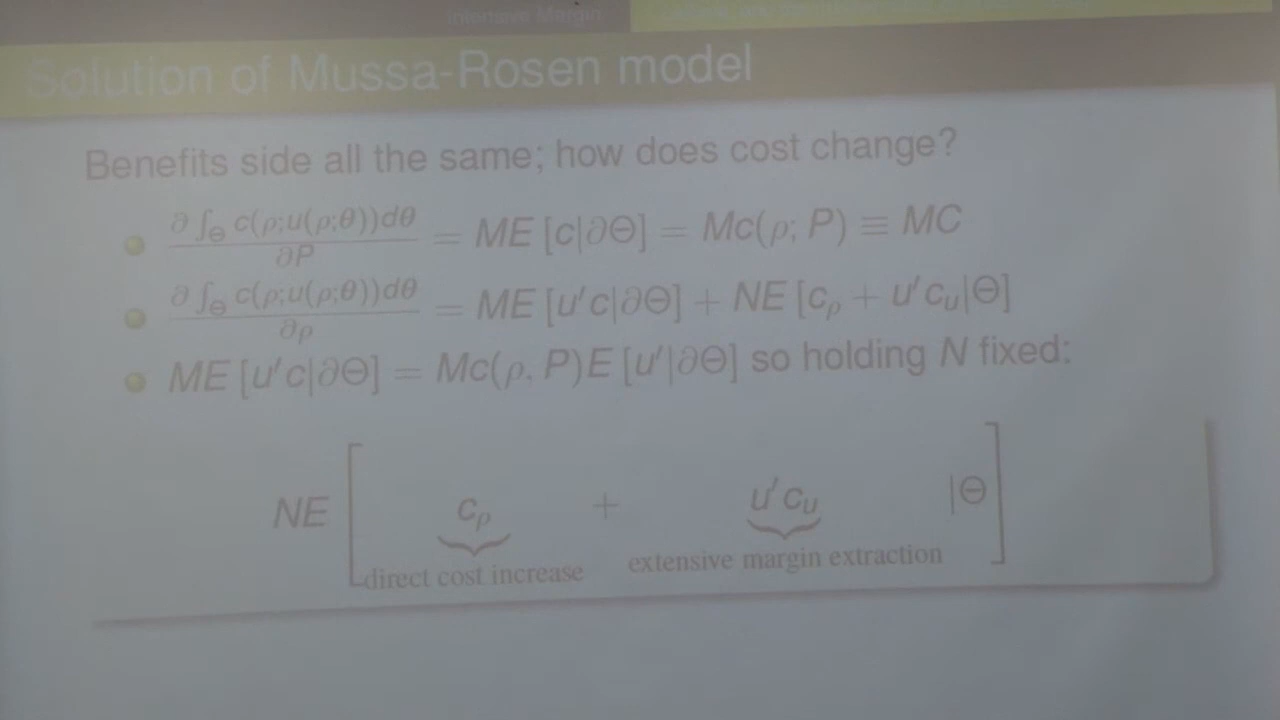 Intensive Margin
Solution of Mussa-Rosen model
Benefits side all the same; how does cost change?
∂ ∫_Θ c(ρ;u(ρ;θ))dθ / ∂P = ME [c|∂Θ] = Mc(ρ; P) ≡ MC
∂ ∫_Θ c(ρ;u(ρ;θ))dθ / ∂ρ = ME [u′c|∂Θ] + NE [c_ρ + u′c_u|Θ]
ME [u′c|∂Θ] = Mc(ρ, P)E [u′|∂Θ] so holding N fixed:
NE [ c_ρ + u′c_u |Θ ]
direct cost increase extensive margin extraction